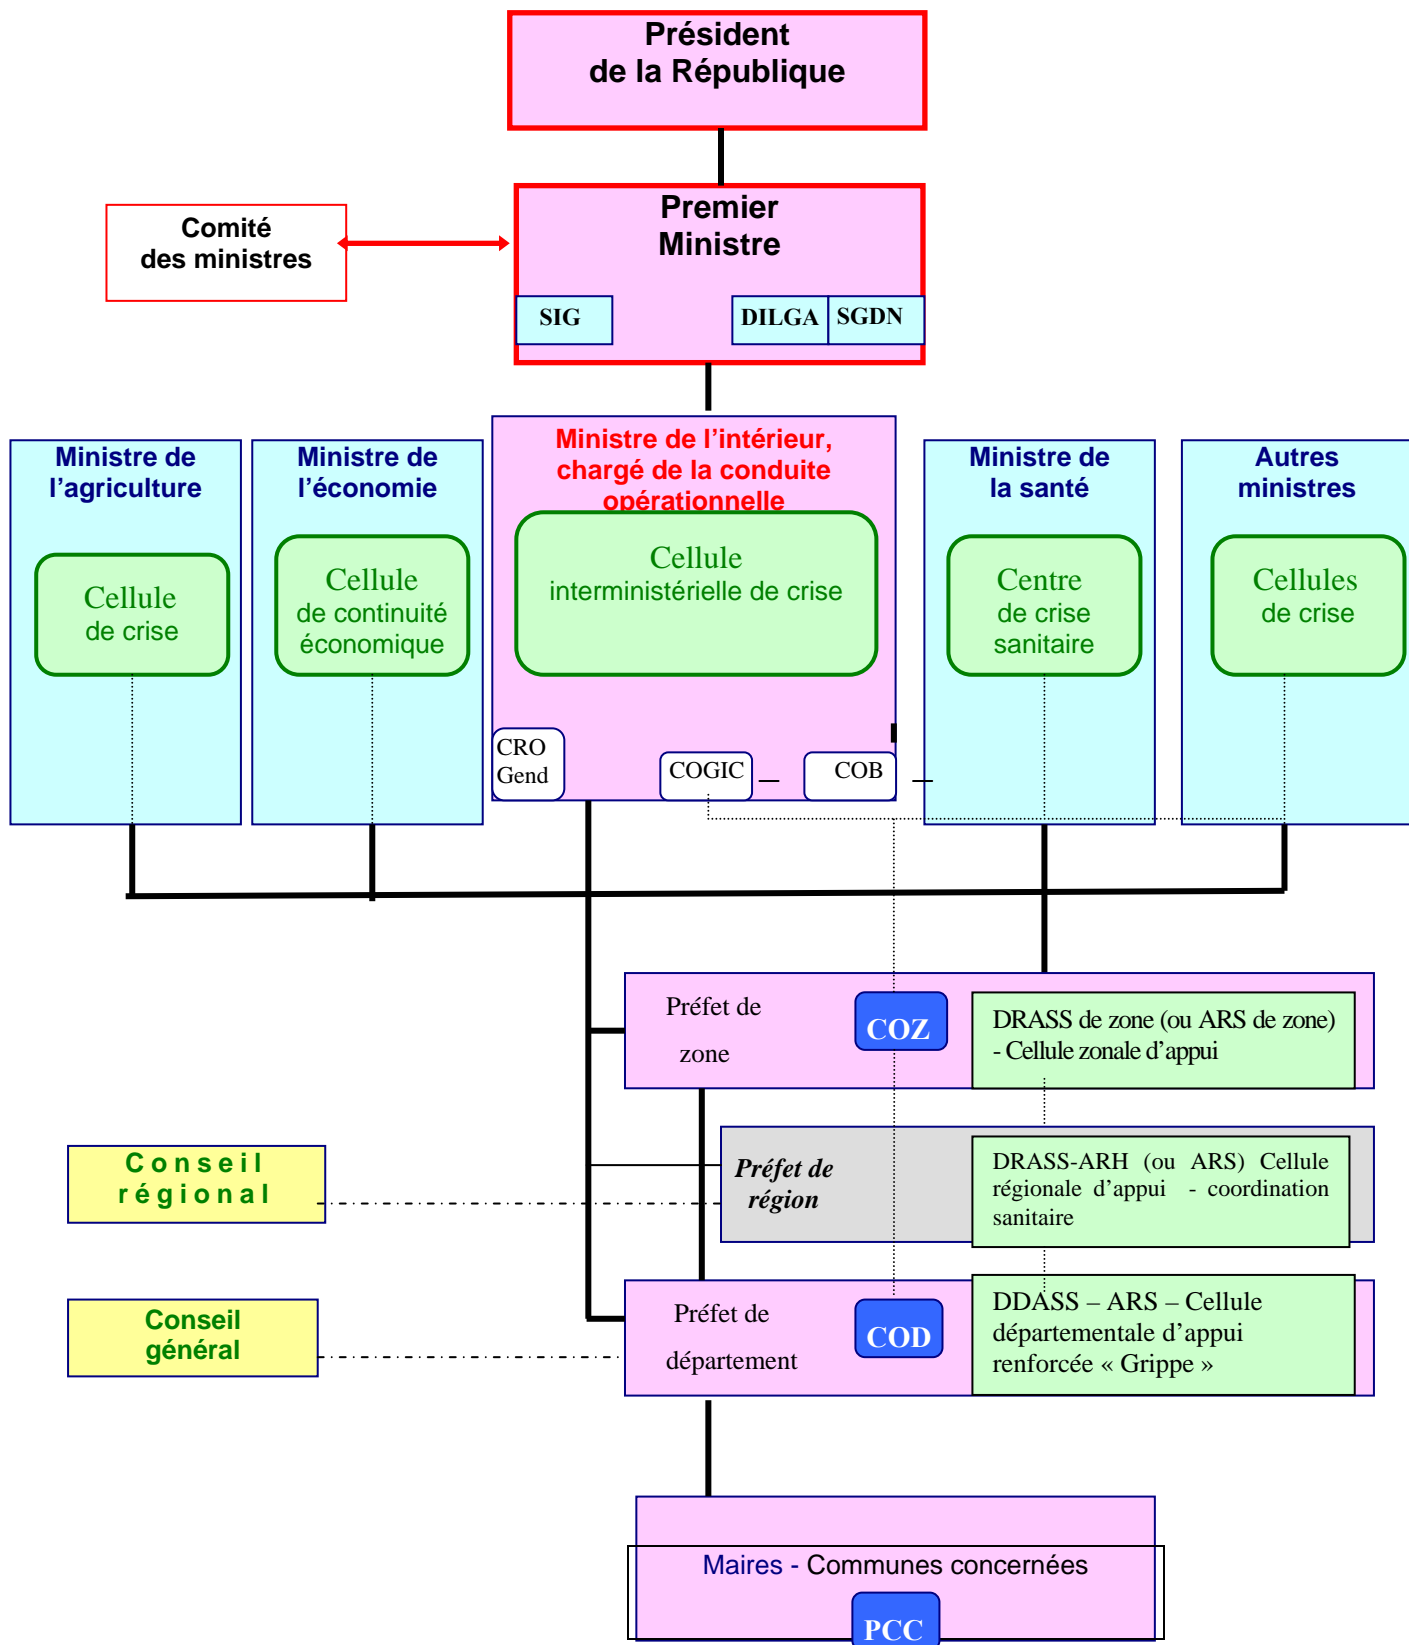 Président
de la République
Premier
Ministre
Comité
des ministres
SIG
DILGA
SGDN
Ministre de
l'agriculture
Cellule
de crise
Ministre de
l'économie
Cellule
de continuité
économique
Ministre de l'intérieur,
chargé de la conduite
opérationnelle
Cellule
interministérielle de crise
CRO
Gend
COGIC
COB
Ministre de
la santé
Centre
de crise
sanitaire
Autres
ministres
Cellules
de crise
Préfet de
zone
COZ
DRASS de zone (ou ARS de zone)
- Cellule zonale d'appui
Conseil
régional
Préfet de
région
DRASS-ARH (ou ARS) Cellule
régionale d'appui - coordination
sanitaire
Conseil
général
Préfet de
département
COD
DDASS – ARS – Cellule
départementale d'appui
renforcée « Grippe »
Maires - Communes concernées
PCC